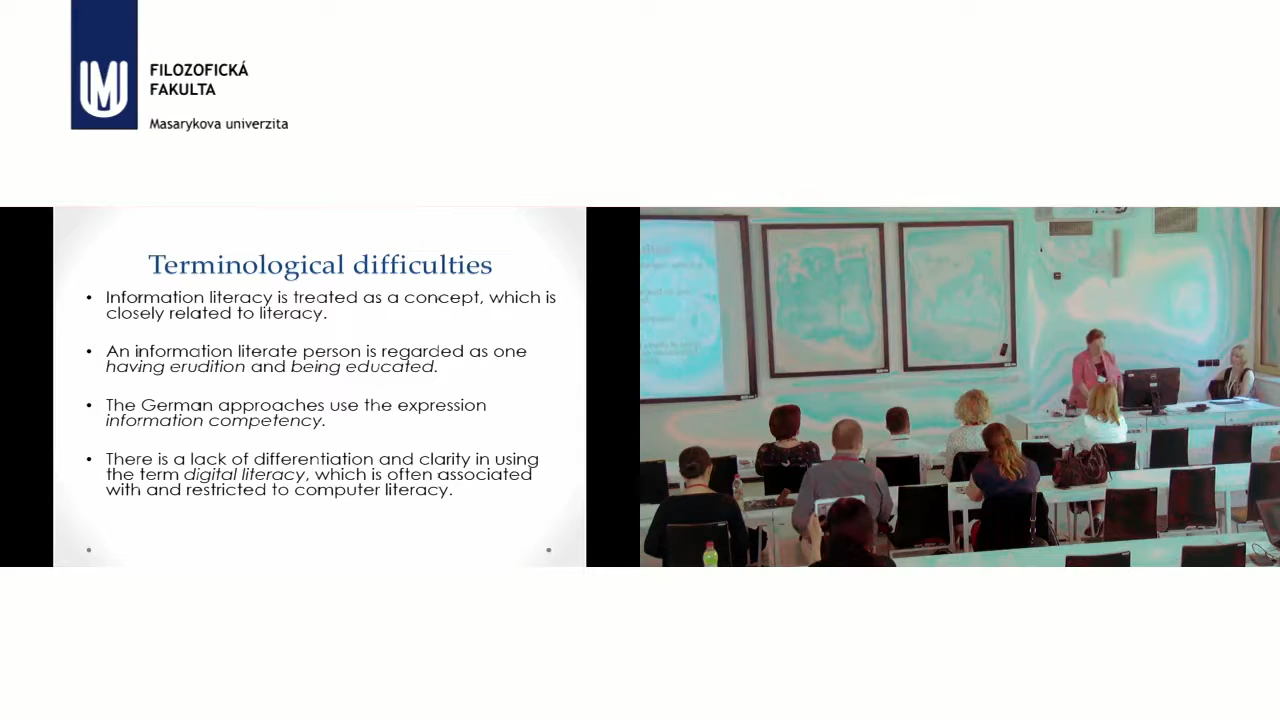 FILOZOFICKÁ
FAKULTA
Masarykova univerzita
Terminological difficulties
• Information literacy is treated as a concept, which is
closely related to literacy.
• An information literate person is regarded as one
having erudition and being educated.
• The German approaches use the expression
information competency.
• There is a lack of differentiation and clarity in using
the term digital literacy, which is often associated
with and restricted to computer literacy.